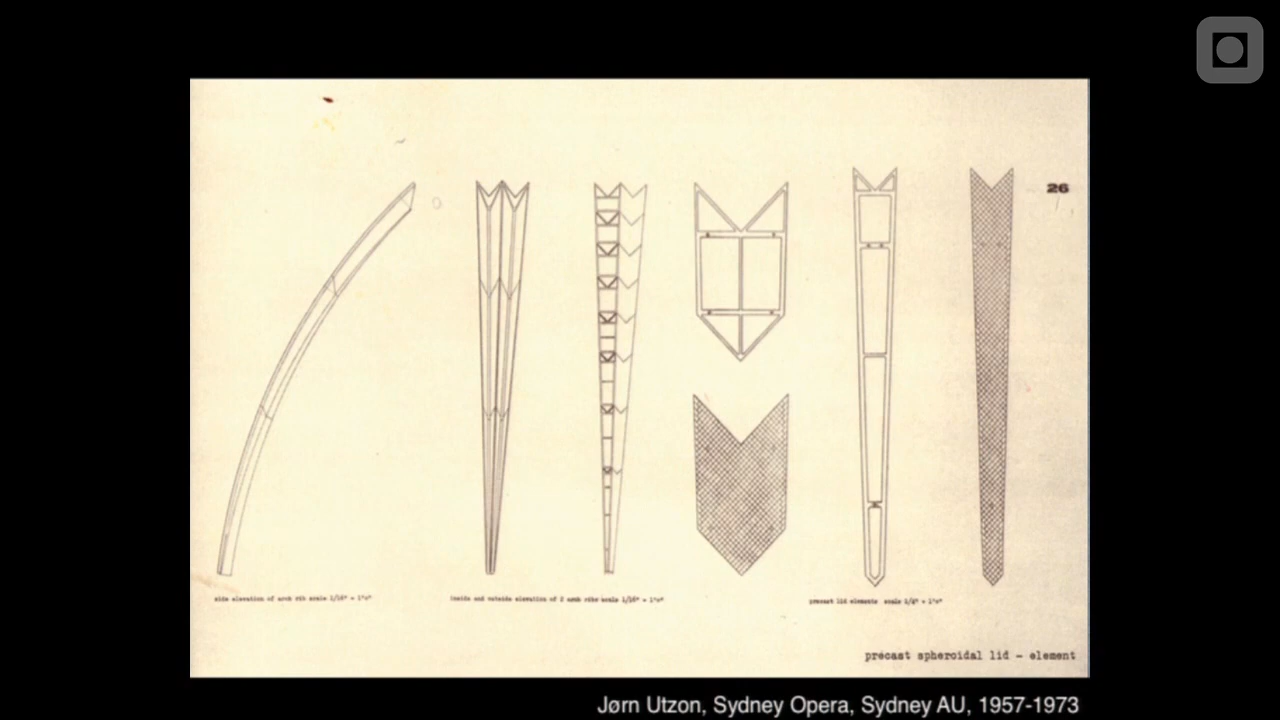 26
side elevation of arch rib scale 1/16" = 1'0"
inside and outside elevation of 2 arch ribs scale 1/16" = 1'0"
precast lid elements scale 1/2" = 1'0"
precast spheroidal lid - element
Jørn Utzon, Sydney Opera, Sydney AU, 1957-1973